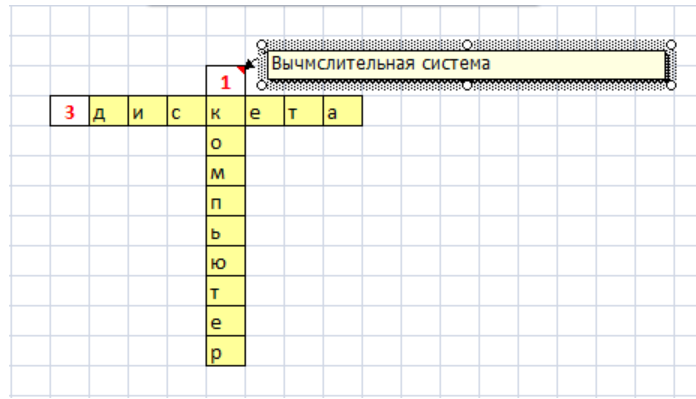 Вычмслительная система
1
3 д и с к е т а
о
м
п
ь
ю
т
е
р